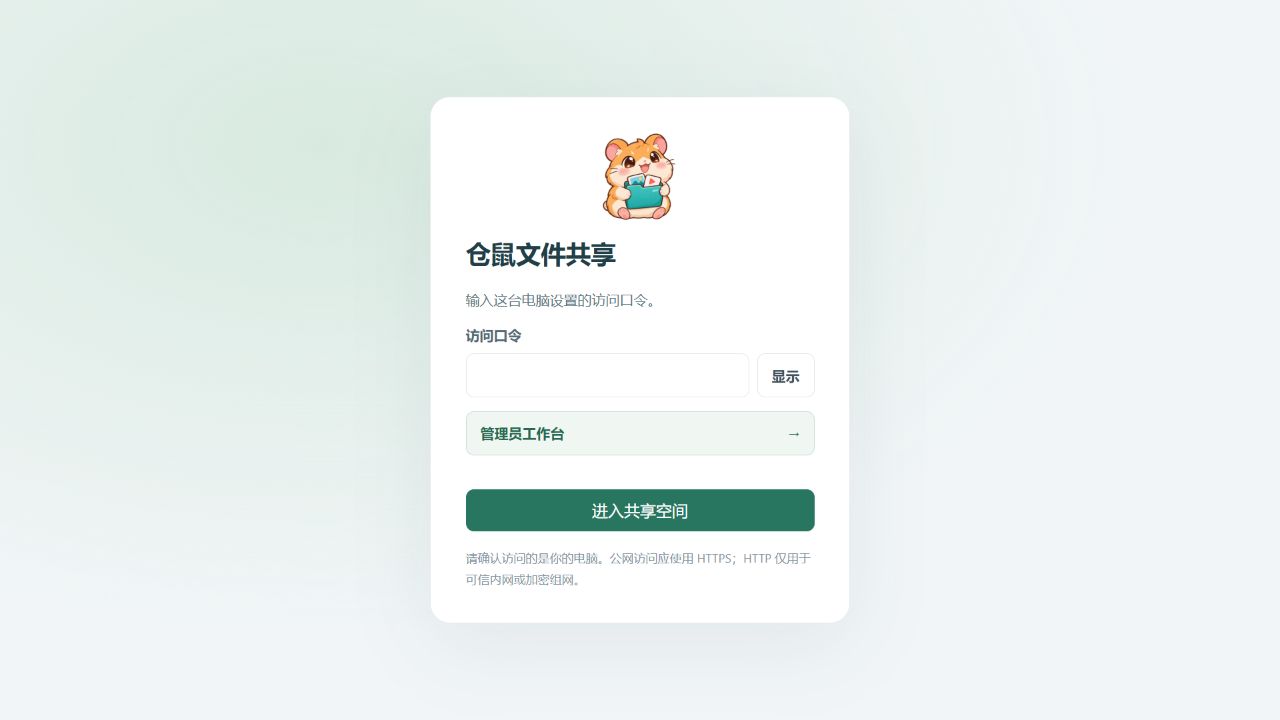 仓鼠文件共享
输入这台电脑设置的访问口令。
访问口令
显示
管理员工作台 →
进入共享空间
请确认访问的是你的电脑。公网访问应使用 HTTPS；HTTP 仅用于
可信内网或加密组网。